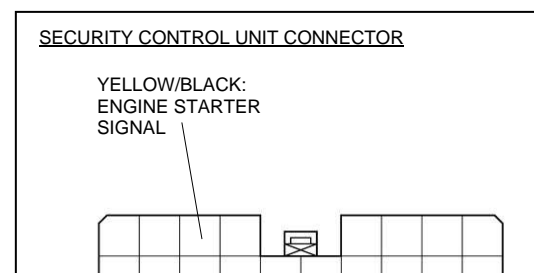 SECURITY CONTROL UNIT CONNECTOR
YELLOW/BLACK:
ENGINE STARTER
SIGNAL